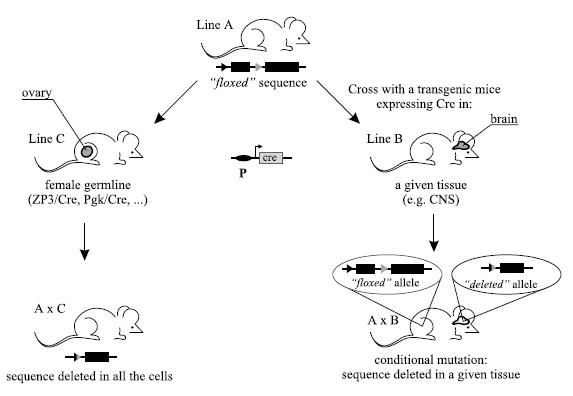 Line A
"floxed" sequence
Cross with a transgenic mice
expressing Cre in:
ovary
brain
Line C
Line B
cre
P
female germline
(ZP3/Cre, Pgk/Cre, ...)
a given tissue
(e.g. CNS)
"floxed" allele
"deleted" allele
A x C
A x B
sequence deleted in all the cells
conditional mutation:
sequence deleted in a given tissue